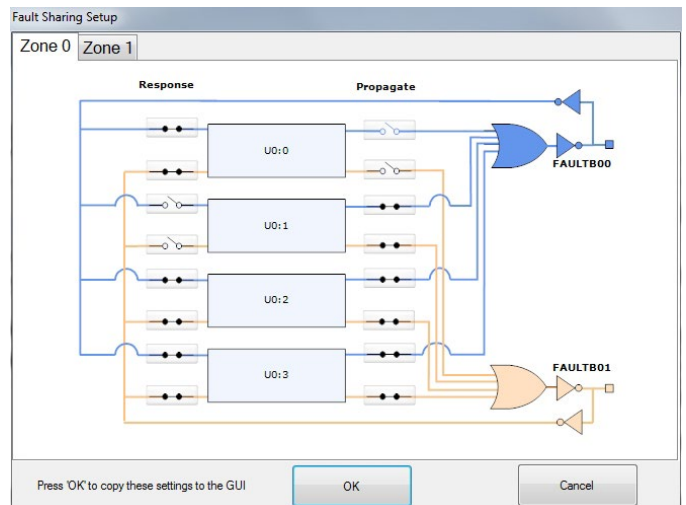 Fault Sharing Setup
Zone 0 Zone 1
Response Propagate
U0:0
FAULTB00
U0:1
U0:2
U0:3
FAULTB01
Press 'OK' to copy these settings to the GUI OK Cancel